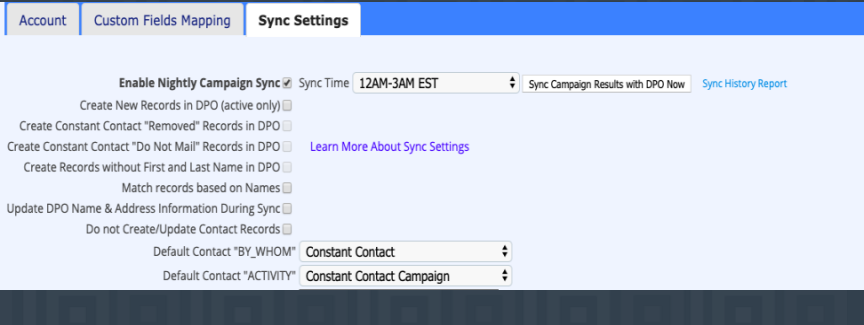 Account Custom Fields Mapping Sync Settings
Enable Nightly Campaign Sync Sync Time 12AM-3AM EST Sync Campaign Results with DPO Now Sync History Report
Create New Records in DPO (active only)
Create Constant Contact "Removed" Records in DPO
Create Constant Contact "Do Not Mail" Records in DPO Learn More About Sync Settings
Create Records without First and Last Name in DPO
Match records based on Names
Update DPO Name & Address Information During Sync
Do not Create/Update Contact Records
Default Contact "BY_WHOM" Constant Contact
Default Contact "ACTIVITY" Constant Contact Campaign